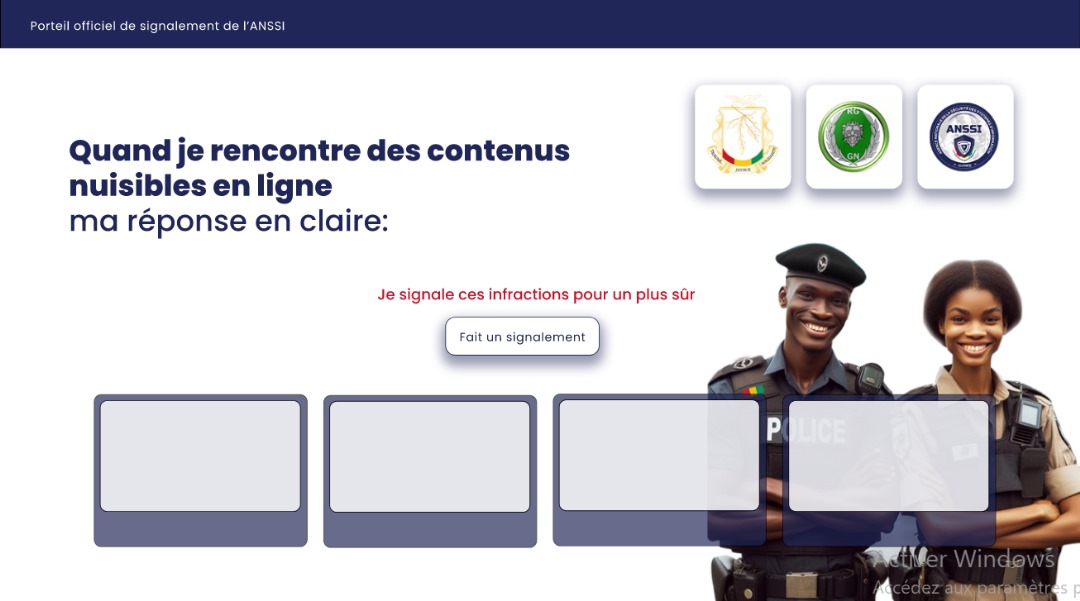 Porteil officiel de signalement de l'ANSSI
RG
GN
ANSSI
Quand je rencontre des contenus
nuisibles en ligne
ma réponse en claire:
Je signale ces infractions pour un plus sûr
Fait un signalement
POLICE
Activer Windows
Accédez aux paramètres p